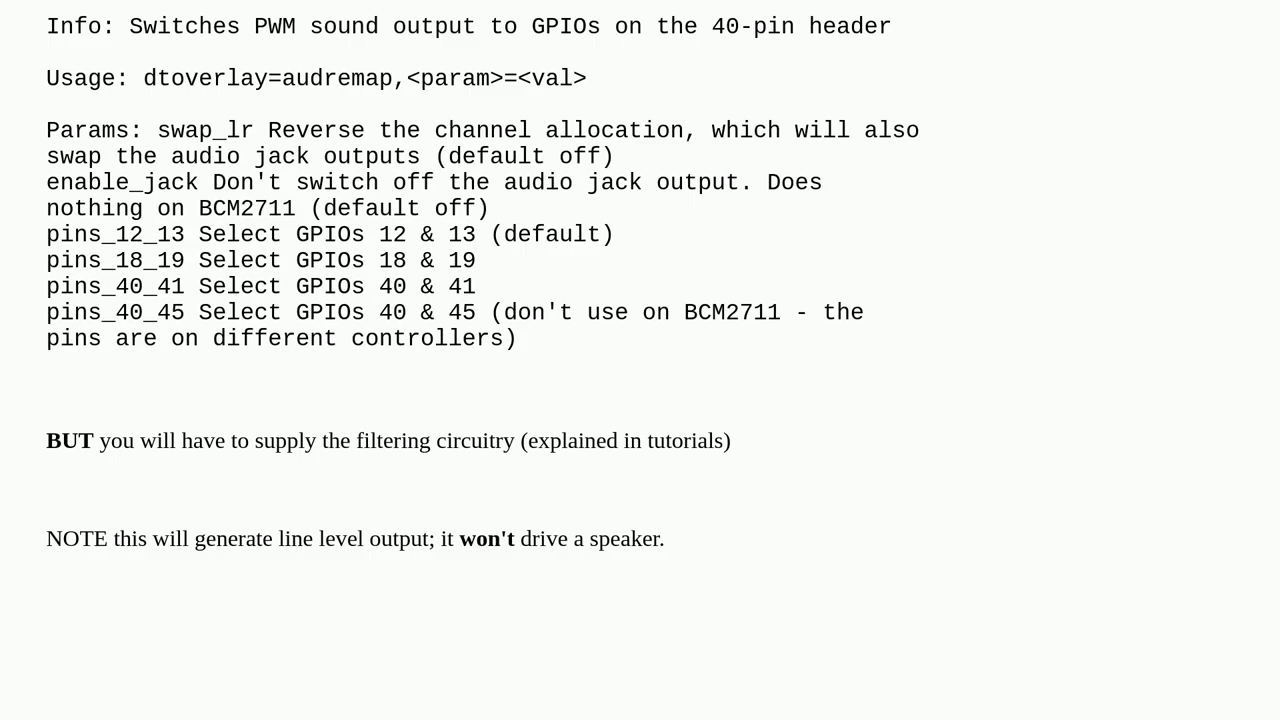 Info: Switches PWM sound output to GPIOs on the 40-pin header
Usage: dtoverlay=audremap,<param>=<val>
Params: swap_lr Reverse the channel allocation, which will also
swap the audio jack outputs (default off)
enable_jack Don't switch off the audio jack output. Does
nothing on BCM2711 (default off)
pins_12_13 Select GPIOs 12 & 13 (default)
pins_18_19 Select GPIOs 18 & 19
pins_40_41 Select GPIOs 40 & 41
pins_40_45 Select GPIOs 40 & 45 (don't use on BCM2711 - the
pins are on different controllers)
BUT you will have to supply the filtering circuitry (explained in tutorials)
NOTE this will generate line level output; it won't drive a speaker.